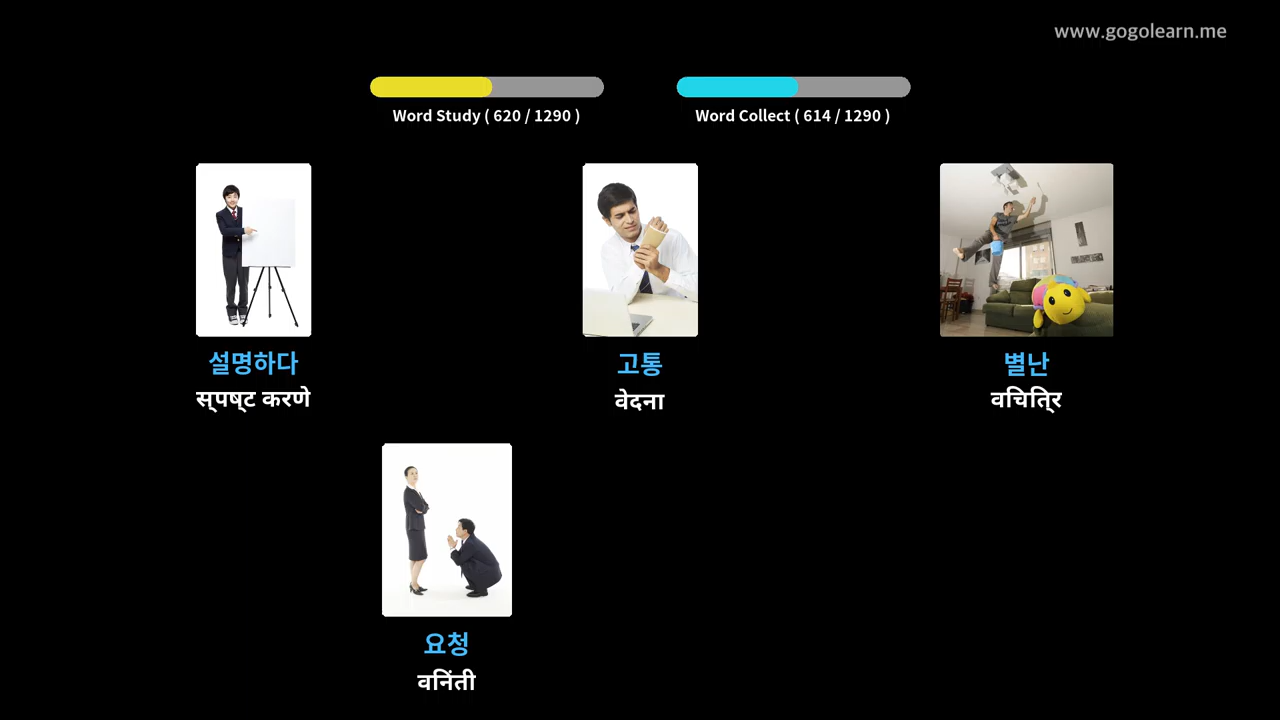 www.gogolearn.me
Word Study ( 620 / 1290 )
Word Collect ( 614 / 1290 )
설명하다
स्पष्ट करणे
고통
वेदना
별난
विचित्र
요청
विनंती